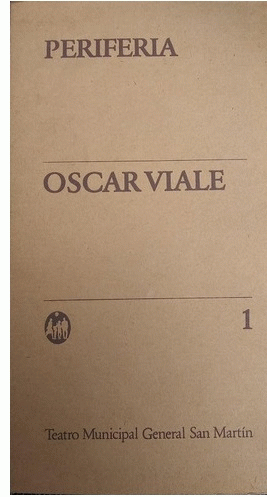 PERIFERIA
OSCAR VIALE
1
Teatro Municipal General San Martín